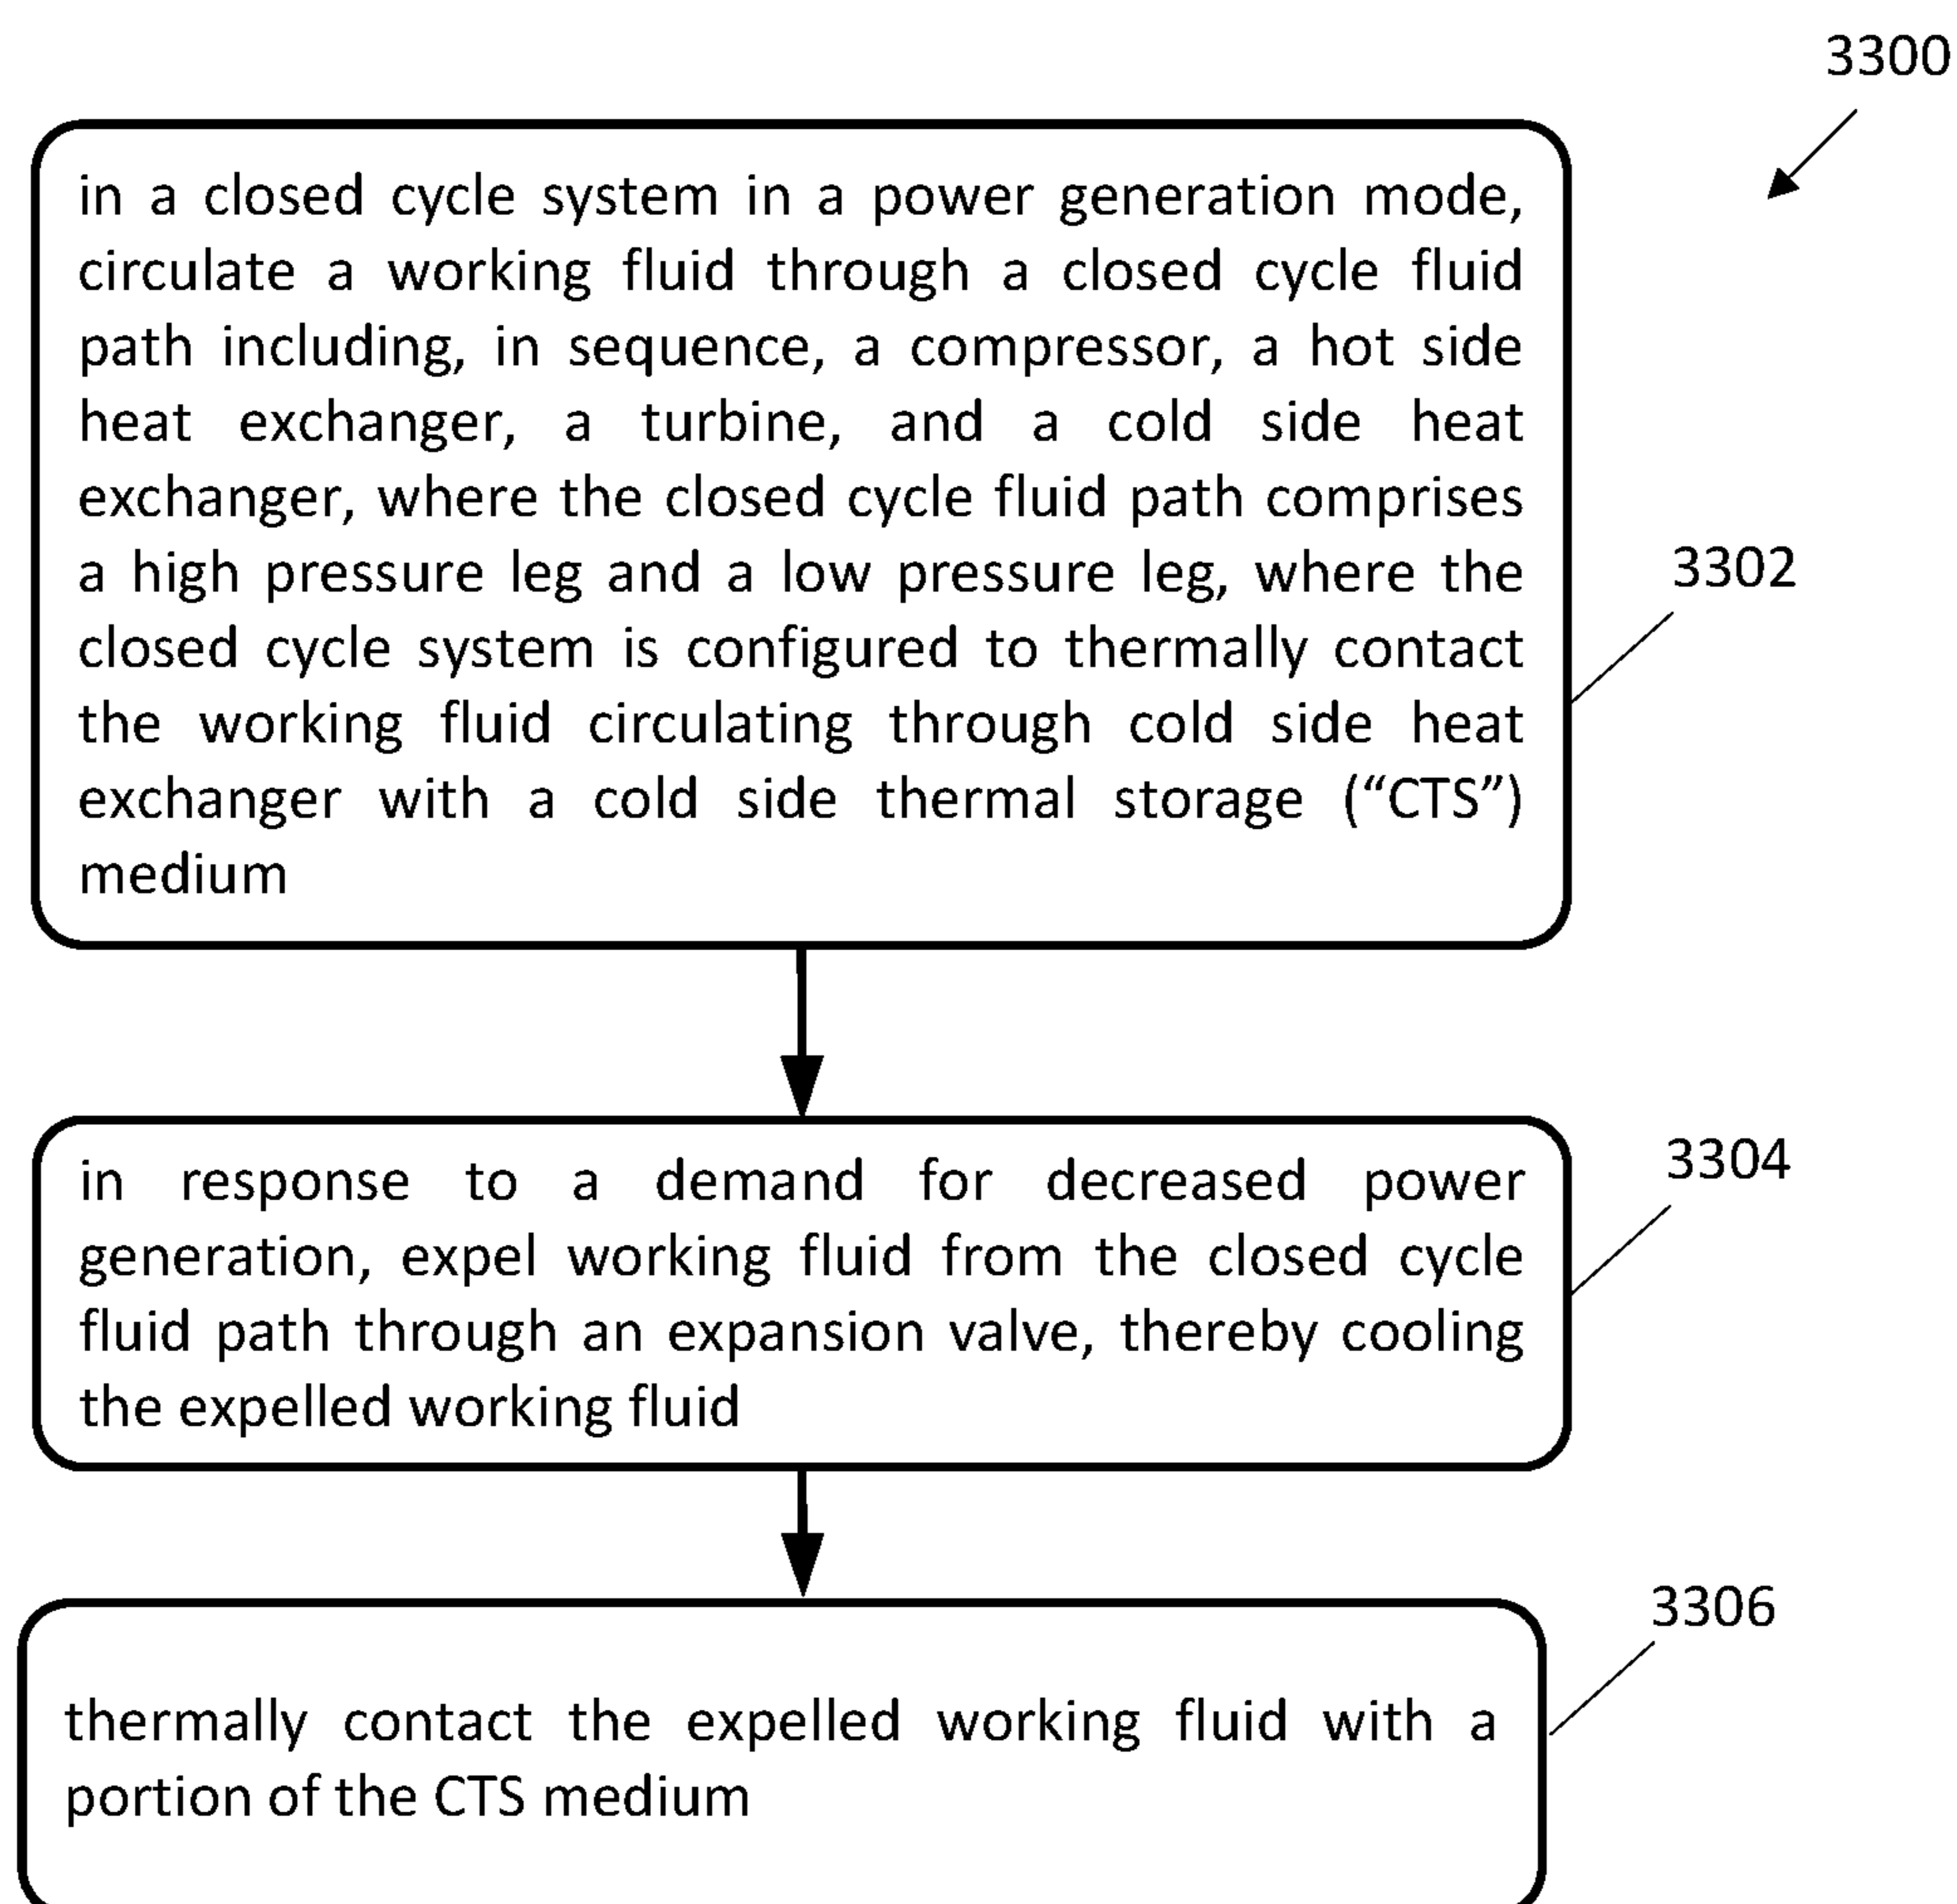 3300
in a closed cycle system in a power generation mode,
circulate a working fluid through a closed cycle fluid
path including, in sequence, a compressor, a hot side
heat exchanger, a turbine, and a cold side heat
exchanger, where the closed cycle fluid path comprises
a high pressure leg and a low pressure leg, where the
closed cycle system is configured to thermally contact
the working fluid circulating through cold side heat
exchanger with a cold side thermal storage (“CTS”)
medium
3302
in response to a demand for decreased power
generation, expel working fluid from the closed cycle
fluid path through an expansion valve, thereby cooling
the expelled working fluid
3304
thermally contact the expelled working fluid with a
portion of the CTS medium
3306